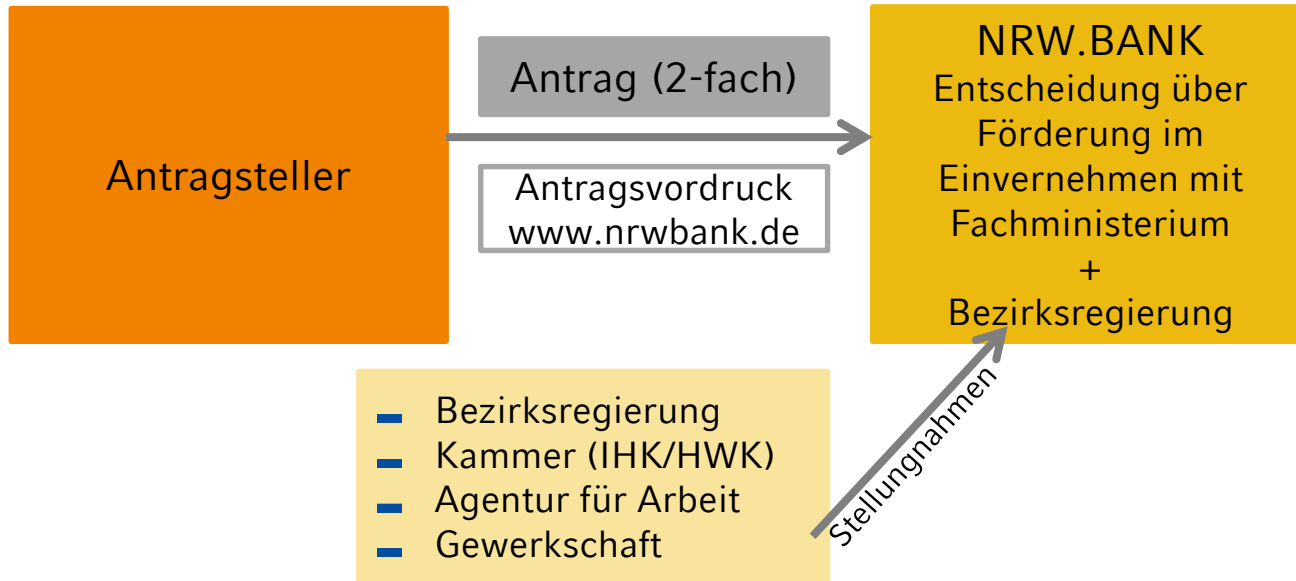 Antragsteller
Antrag (2-fach)
Antragsvordruck
www.nrwbank.de
NRW.BANK
Entscheidung über
Förderung im
Einvernehmen mit
Fachministerium
+
Bezirksregierung
Bezirksregierung
Kammer (IHK/HWK)
Agentur für Arbeit
Gewerkschaft
Stellungnahmen